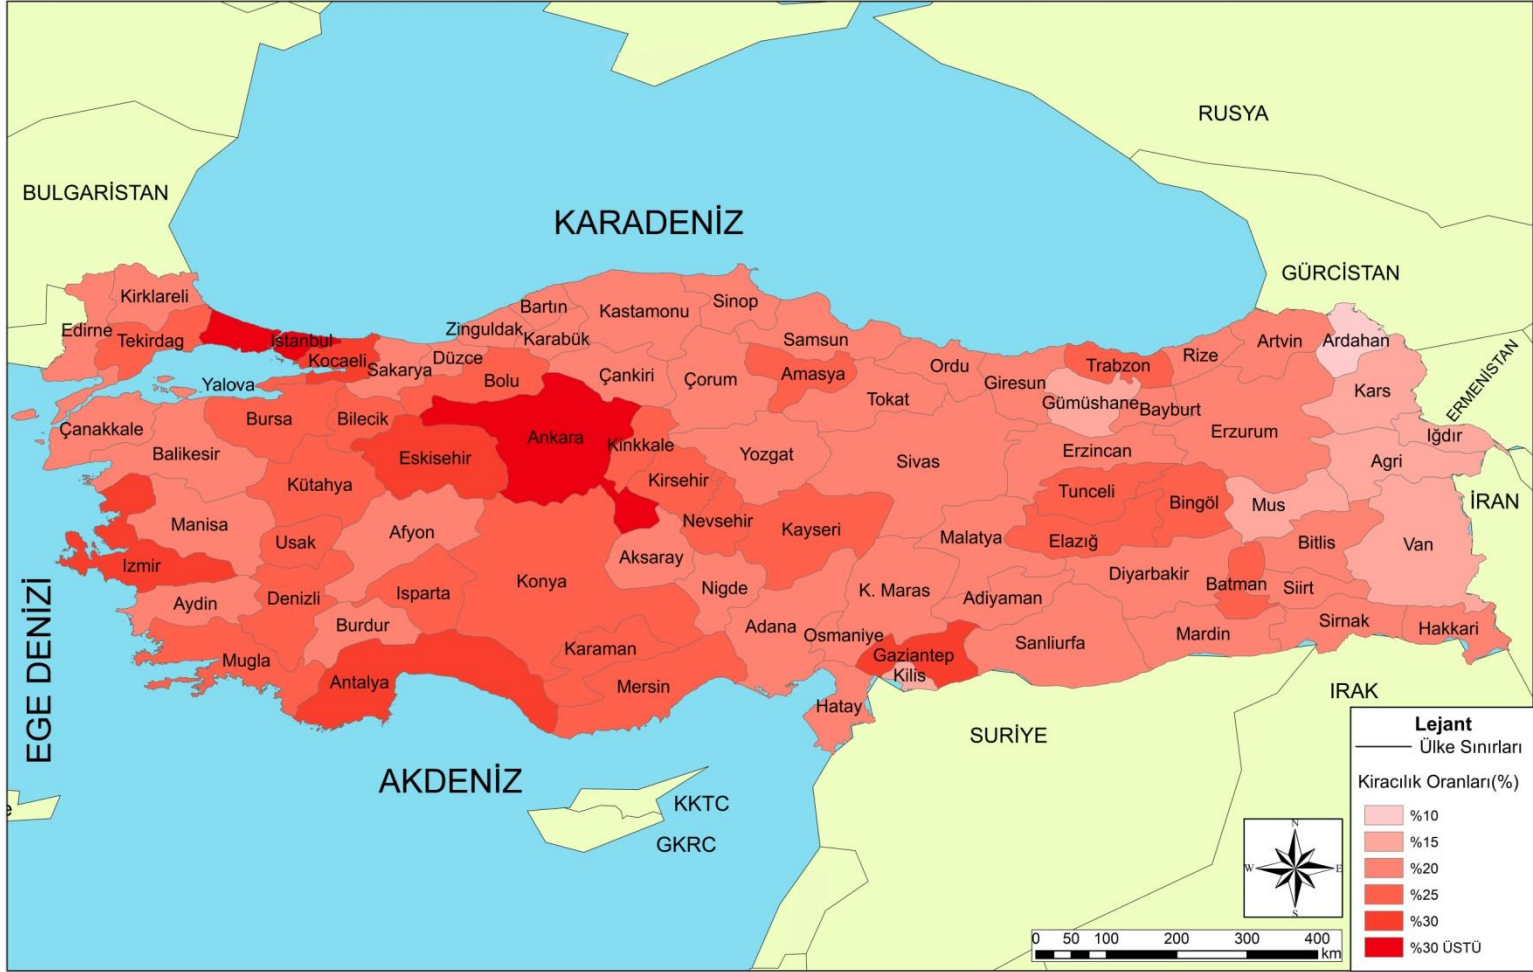 RUSYA
BULGARİSTAN
KARADENİZ
GÜRCİSTAN
Kirklareli
Edirne
Tekirdag
Istanbul
Kocaeli
Yalova
Sakarya
Düzce
Zinguldak
Bartın
Karabük
Kastamonu
Sinop
Samsun
Bolu
Çankiri
Çorum
Amasya
Tokat
Ordu
Giresun
Trabzon
Gümüshane
Bayburt
Rize
Artvin
Ardahan
Kars
ERMENİSTAN
Iğdır
Çanakkale
Balikesir
Bursa
Bilecik
Eskisehir
Ankara
Kinkkale
Kirsehir
Yozgat
Sivas
Erzincan
Erzurum
Agri
İRAN
Kütahya
Manisa
Usak
Afyon
Nevsehir
Kayseri
Malatya
Tunceli
Elazığ
Bingöl
Mus
Bitlis
Van
EGE DENİZİ
Izmir
Aydin
Denizli
Isparta
Burdur
Konya
Aksaray
Nigde
K. Maras
Adiyaman
Diyarbakir
Batman
Siirt
Sirnak
Hakkari
Mardin
Sanliurfa
Mugla
Antalya
Karaman
Mersin
Adana
Osmaniye
Gaziantep
Kilis
Hatay
AKDENİZ
KKTC
GKRC
SURİYE
IRAK
Lejant
Ülke Sınırları
Kiracılık Oranları(%)
%10
%15
%20
%25
%30
%30 ÜSTÜ
N
W E
S
0 50 100 200 300 400
km